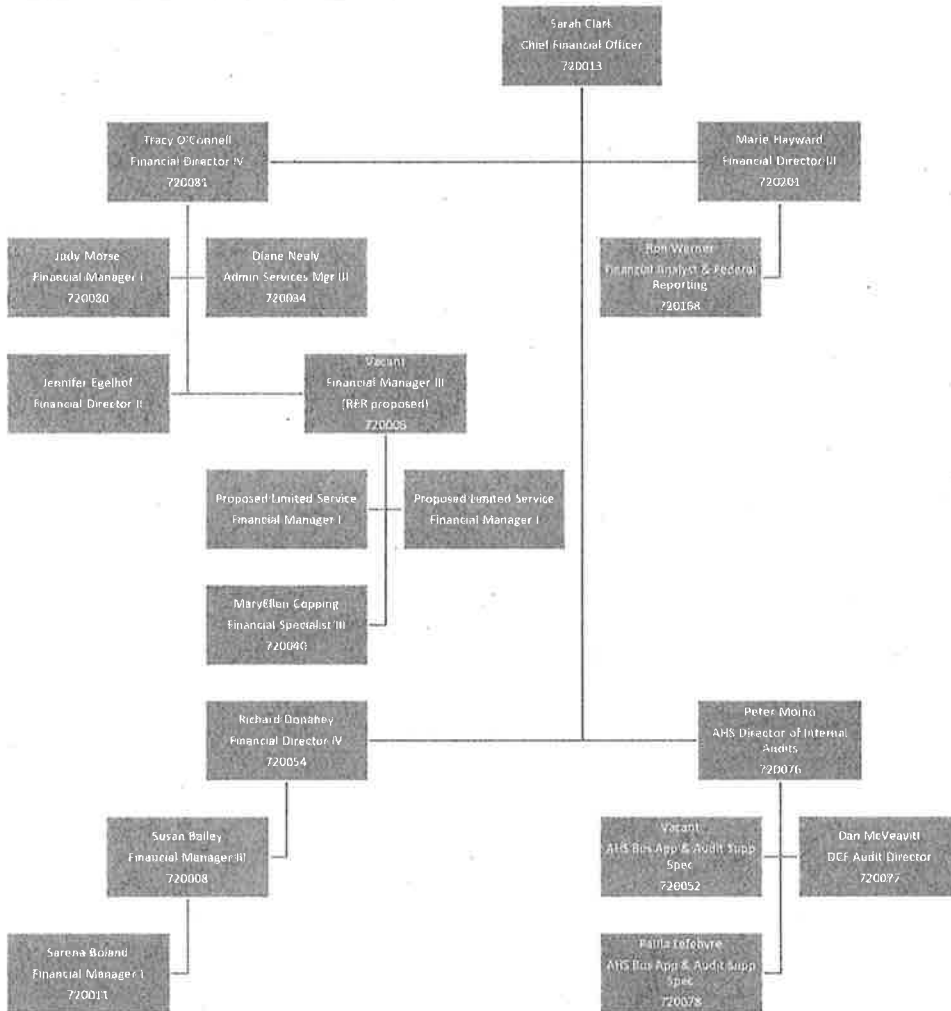 Sarah Clark
Chief Financial Officer
720013
Tracy O'Connell
Financial Director IV
720081
Marie Hayward
Financial Director III
720201
Judy Morse
Financial Manager I
720080
Diane Nealy
Admin Services Mgr III
720034
Ron Werner
Financial Analyst & Federal
Reporting
720168
Jennifer Egelhof
Financial Director II
Vacant
Financial Manager III
(RFR proposed)
720006
Proposed Limited Service
Financial Manager I
Proposed Limited Service
Financial Manager I
MaryEllen Copping
Financial Specialist III
720040
Richard Donahey
Financial Director IV
720054
Peter Moino
AHS Director of Internal
Audits
720076
Susan Bailey
Financial Manager III
720008
Vacant
AHS Bus App & Audit Supp
Spec
720052
Dan McVeavitt
DCF Audit Director
720077
Sarena Boland
Financial Manager I
720011
Paula Lefebvre
AHS Bus App & Audit Supp
Spec
720078